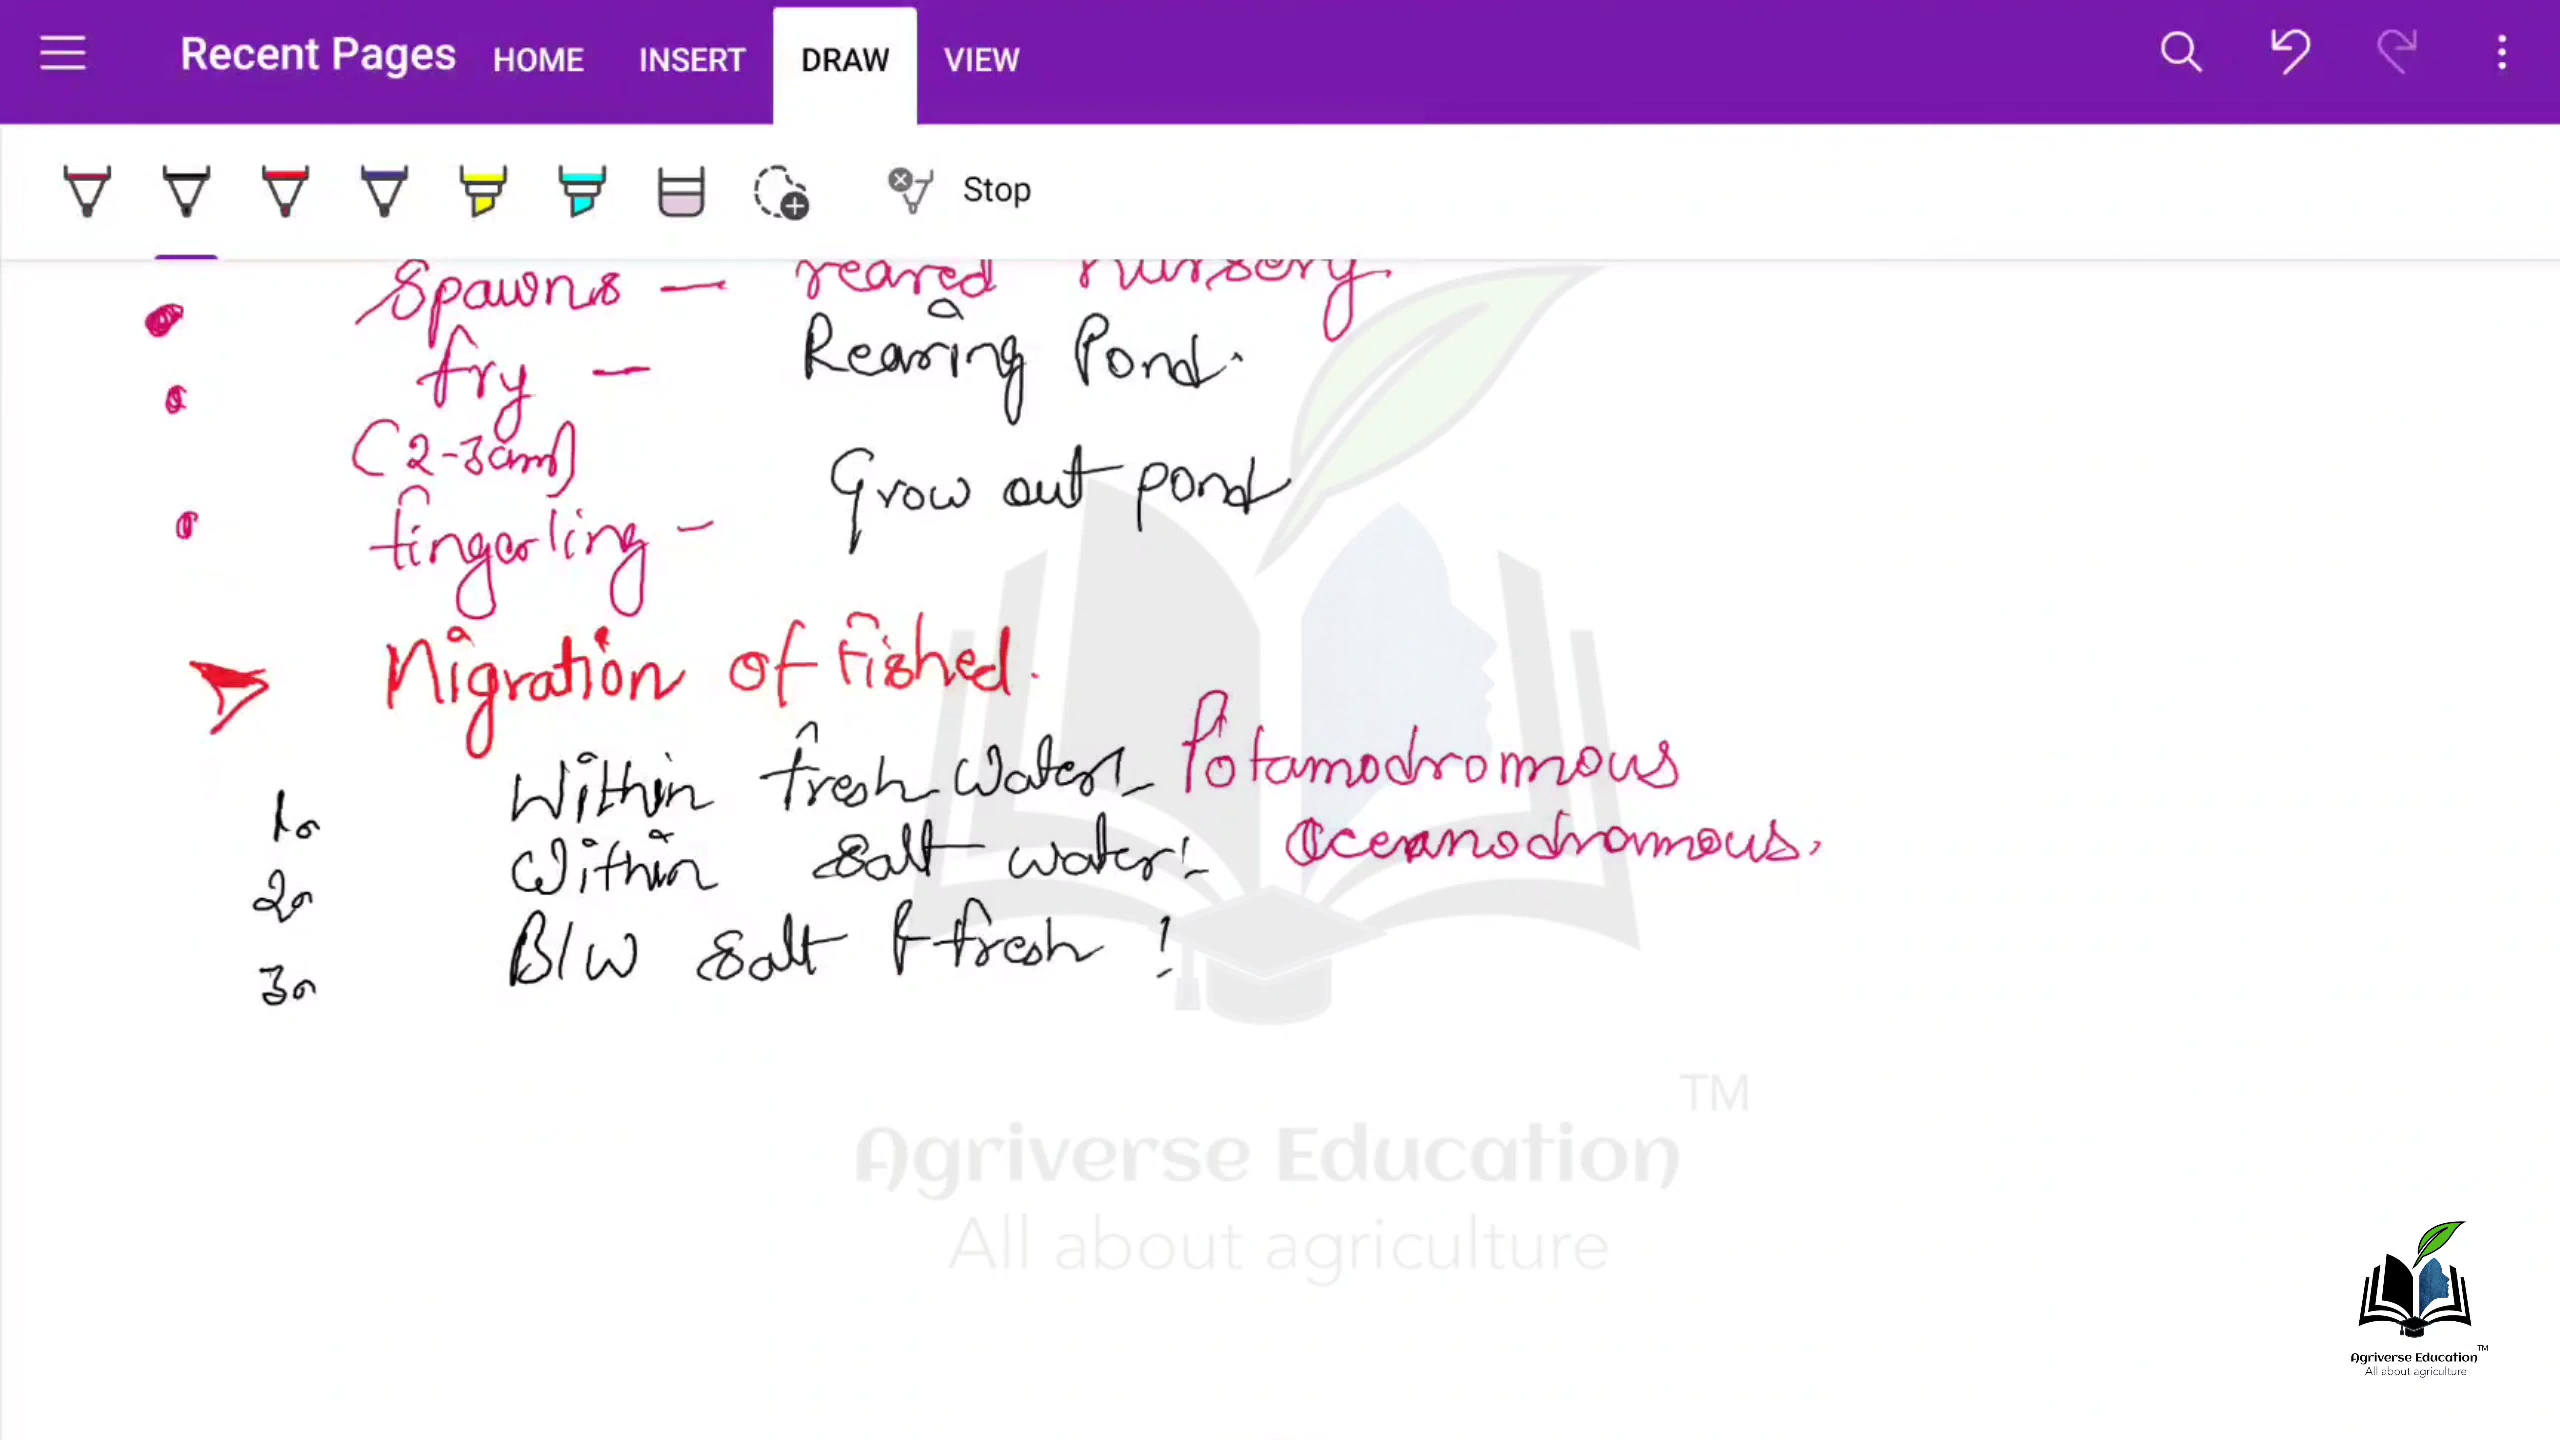 Recent Pages HOME INSERT DRAW VIEW
Stop
Spawns — reared nursery.
fry — Rearing Pond.
(2-3cm)
fingerling - Grow out pond
Migration of Fished.
1. Within fresh water - Potamodromous
2. Within salt water:- Oceanodromous.
3. B/W salt & fresh :-
TM
Agriverse Education
All about agriculture
Agriverse Education TM
All about agriculture